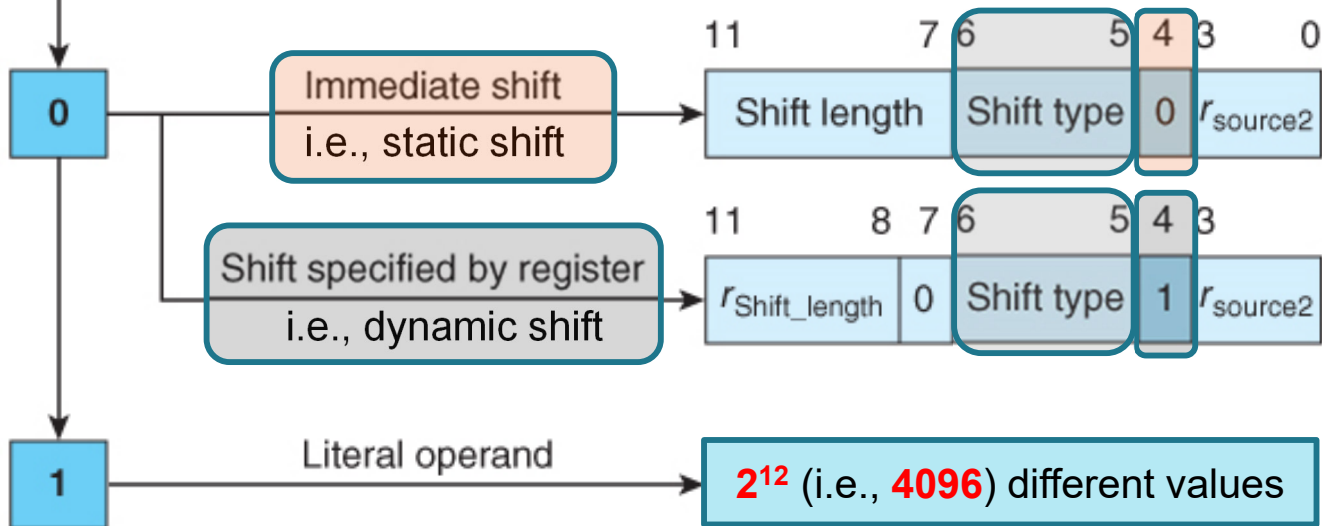 11 7 6 5 4 3 0
0
Immediate shift
i.e., static shift
Shift length Shift type 0 rsource2
11 8 7 6 5 4 3
Shift specified by register
i.e., dynamic shift
rShift_length 0 Shift type 1 rsource2
1
Literal operand
2¹² (i.e., 4096) different values